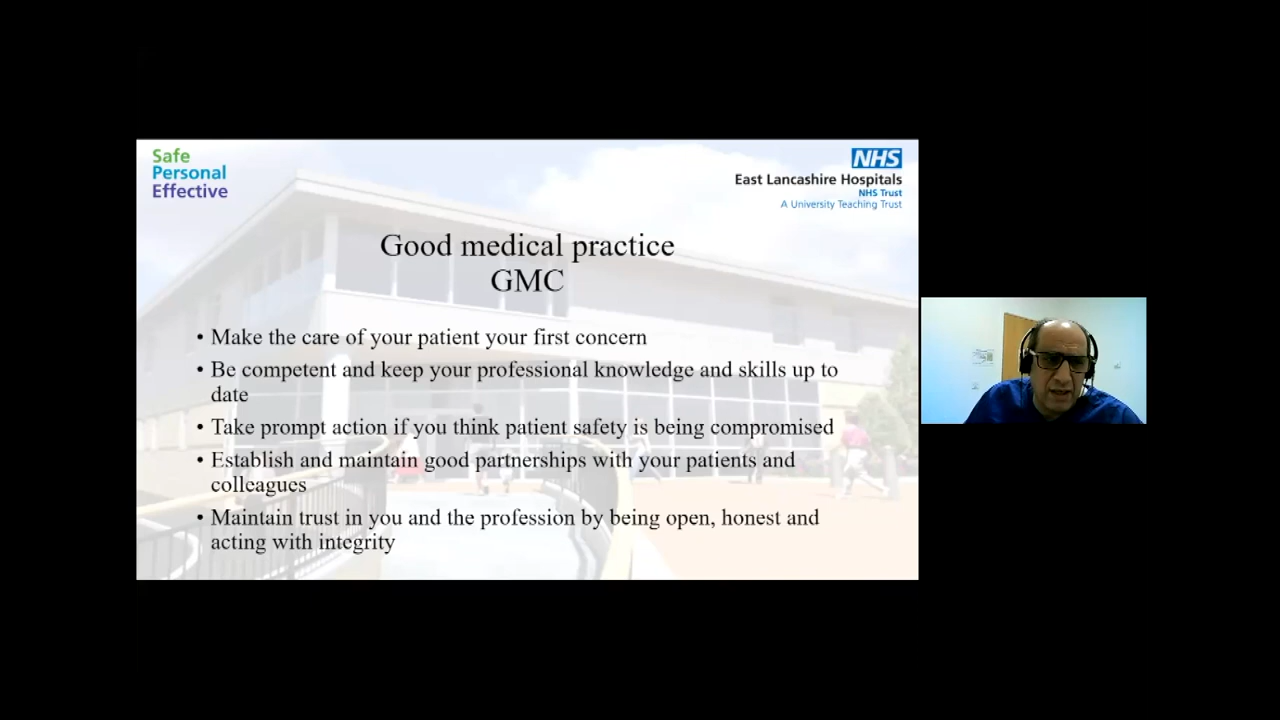 Safe
Personal
Effective
NHS
East Lancashire Hospitals
NHS Trust
A University Teaching Trust
Good medical practice
GMC
• Make the care of your patient your first concern
• Be competent and keep your professional knowledge and skills up to
date
• Take prompt action if you think patient safety is being compromised
• Establish and maintain good partnerships with your patients and
colleagues
• Maintain trust in you and the profession by being open, honest and
acting with integrity